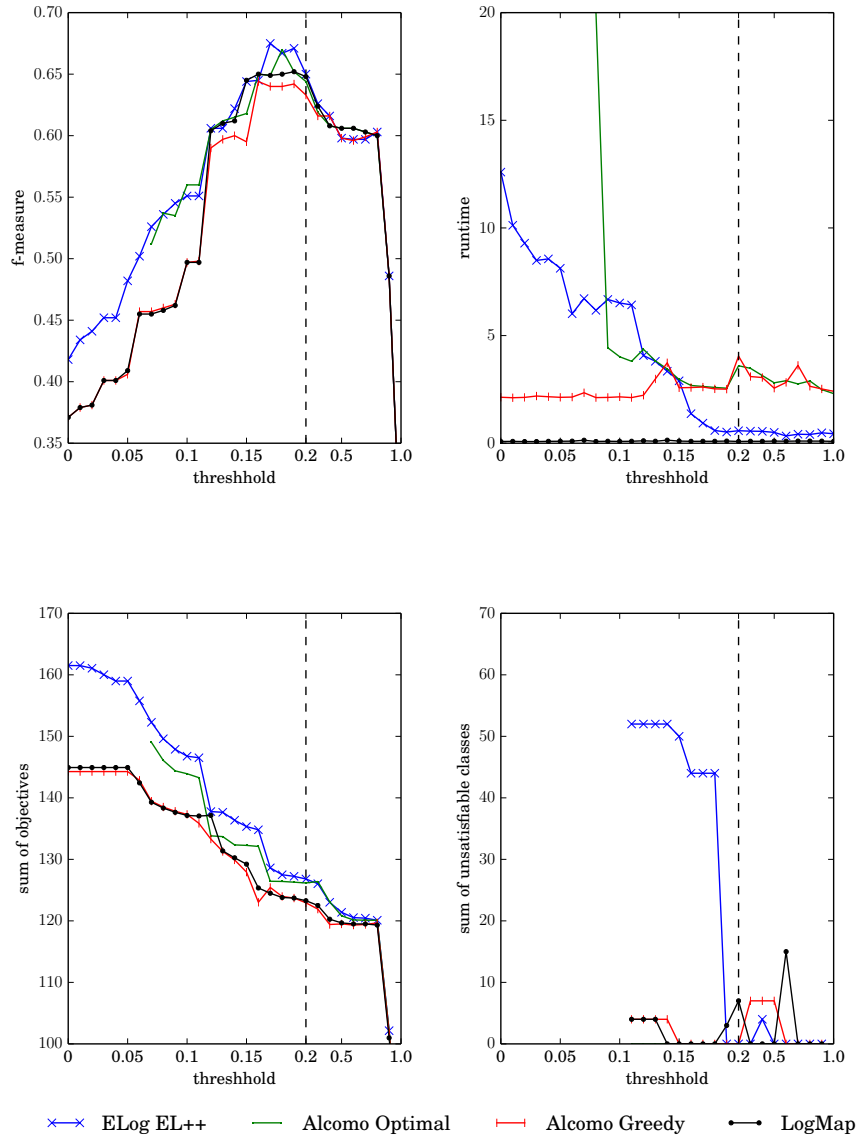 0.70
0.65
0.60
0.55
0.50
0.45
0.40
0.35
f-measure
0 0.05 0.1 0.15 0.2 0.5 1.0
threshhold
20
15
10
5
0
runtime
0 0.05 0.1 0.15 0.2 0.5 1.0
threshhold
170
160
150
140
130
120
110
100
sum of objectives
0 0.05 0.1 0.15 0.2 0.5 1.0
threshhold
70
60
50
40
30
20
10
0
sum of unsatisfiable classes
0 0.05 0.1 0.15 0.2 0.5 1.0
threshhold
ELog EL++ Alcomo Optimal Alcomo Greedy LogMap